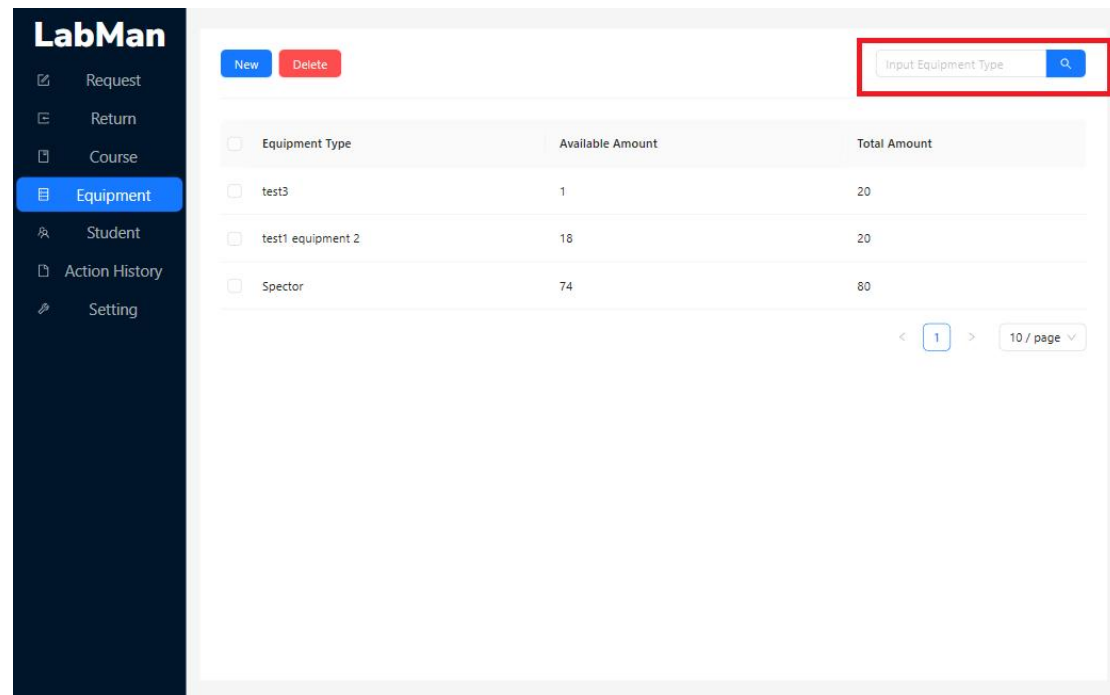 LabMan
Request
Return
Course
Equipment
Student
Action History
Setting
New Delete Input Equipment Type
Equipment Type Available Amount Total Amount
test3 1 20
test1 equipment 2 18 20
Spector 74 80
< 1 > 10 / page